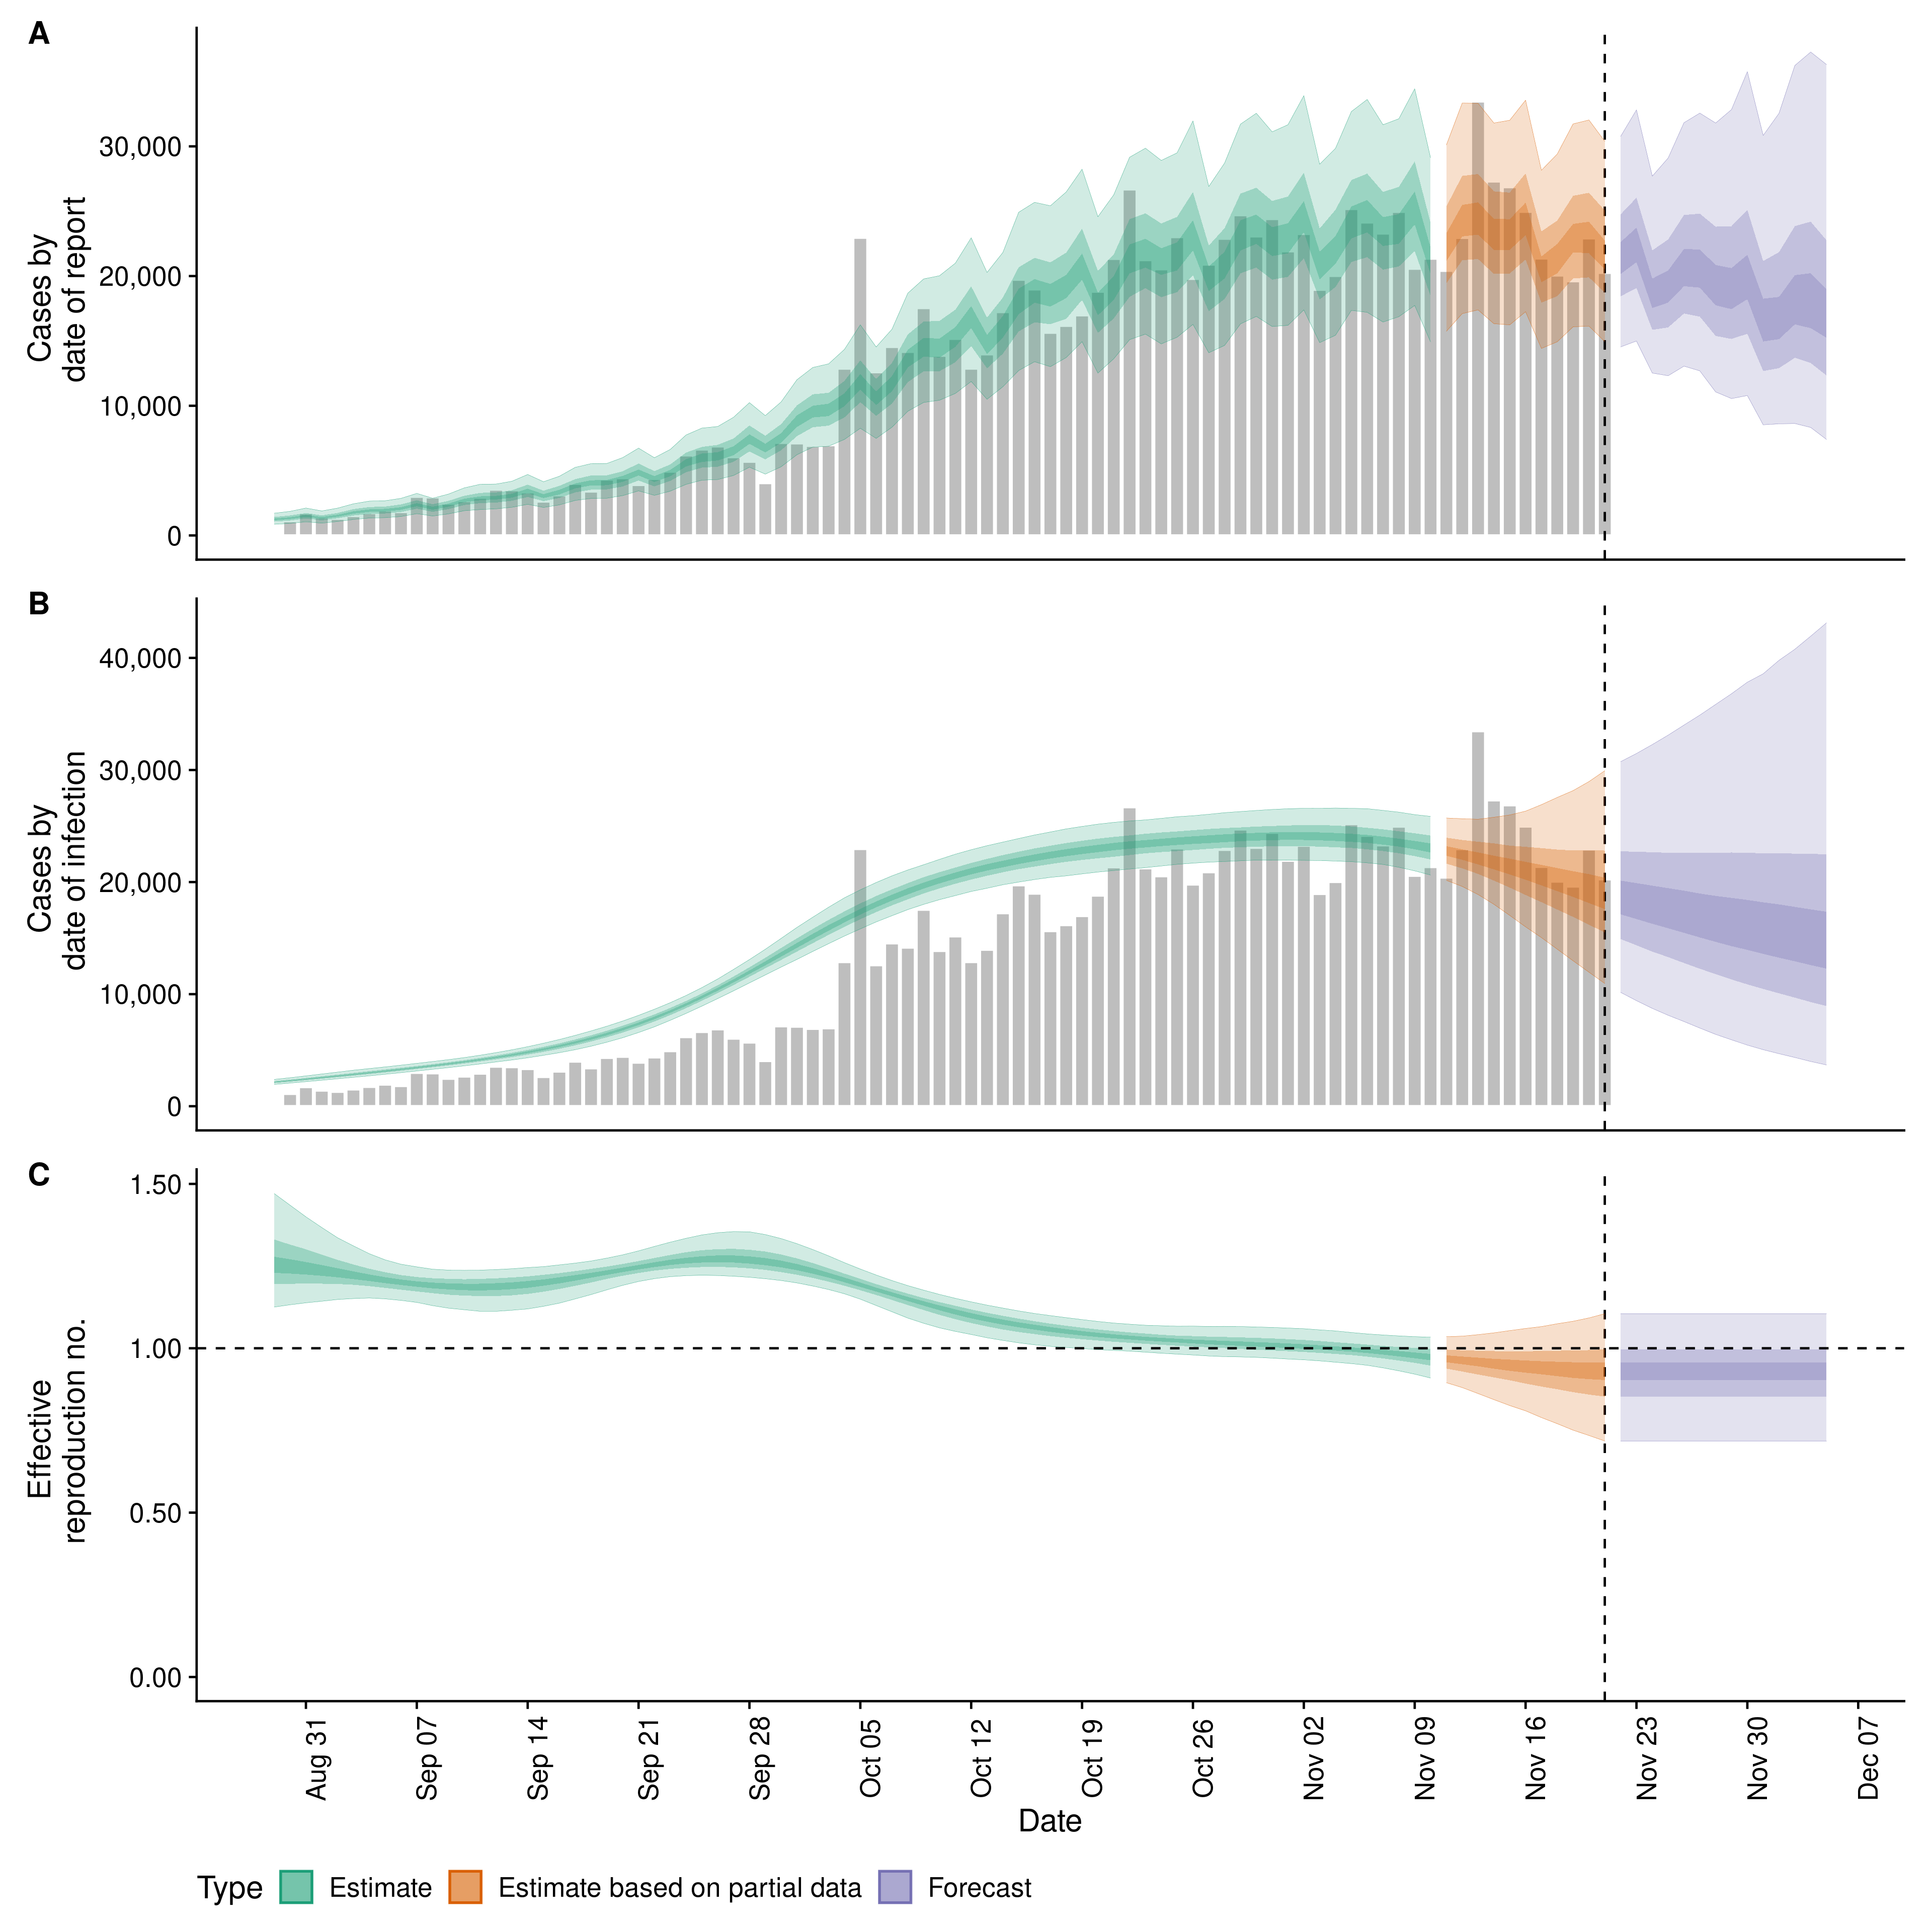 A
Cases by
date of report
30,000
20,000
10,000
0
B
Cases by
date of infection
40,000
30,000
20,000
10,000
0
C
Effective
reproduction no.
1.50
1.00
0.50
0.00
Aug 31
Sep 07
Sep 14
Sep 21
Sep 28
Oct 05
Oct 12
Oct 19
Oct 26
Nov 02
Nov 09
Nov 16
Nov 23
Nov 30
Dec 07
Date
Type Estimate Estimate based on partial data Forecast